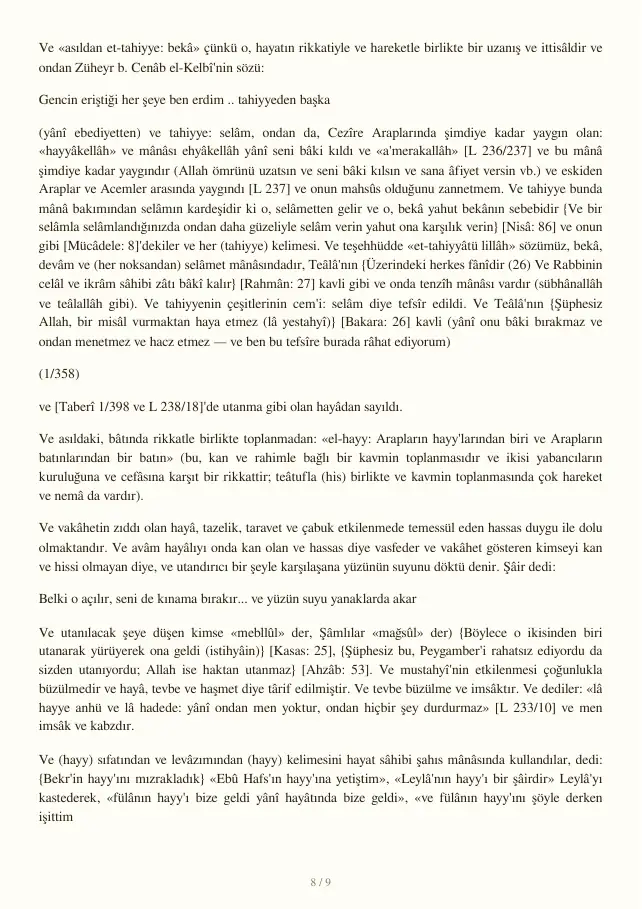 Ve «asıldan et-tahiyye: bekâ» çünkü o, hayatın rikkatiyle ve hareketle birlikte bir uzanış ve ittisâldir ve
ondan Züheyr b. Cenâb el-Kelbî'nin sözü:
Gencin eriştiği her şeye ben erdim .. tahiyyeden başka
(yânî ebediyetten) ve tahiyye: selâm, ondan da, Cezîre Araplarında şimdiye kadar yaygın olan:
«hayyâkellâh» ve mânâsı ehyâkellâh yânî seni bâki kıldı ve «a'merakallâh» [L 236/237] ve bu mânâ
şimdiye kadar yaygındır (Allah ömrünü uzatsın ve seni bâki kılsın ve sana âfiyet versin vb.) ve eskiden
Araplar ve Acemler arasında yaygındı [L 237] ve onun mahsûs olduğunu zannetmem. Ve tahiyye bunda
mânâ bakımından selâmın kardeşidir ki o, selâmetten gelir ve o, bekâ yahut bekânın sebebidir {Ve bir
selâmla selâmlandığınızda ondan daha güzeliyle selâm verin yahut ona karşılık verin} [Nisâ: 86] ve onun
gibi [Mücâdele: 8]'dekiler ve her (tahiyye) kelimesi. Ve teşehhüdde «et-tahiyyâtü lillâh» sözümüz, bekâ,
devâm ve (her noksandan) selâmet mânâsındadır, Teâlâ'nın {Üzerindeki herkes fânîdir (26) Ve Rabbinin
celâl ve ikrâm sâhibi zâtı bâkî kalır} [Rahmân: 27] kavli gibi ve onda tenzîh mânâsı vardır (sübhânallâh
ve teâlallâh gibi). Ve tahiyyenin çeşitlerinin cem'i: selâm diye tefsîr edildi. Ve Teâlâ'nın {Şüphesiz
Allah, bir misâl vurmaktan haya etmez (lâ yestahyî)} [Bakara: 26] kavli (yânî onu bâki bırakmaz ve
ondan menetmez ve hacz etmez — ve ben bu tefsîre burada râhat ediyorum)
(1/358)
ve [Taberî 1/398 ve L 238/18]'de utanma gibi olan hayâdan sayıldı.
Ve asıldaki, bâtında rikkatle birlikte toplanmadan: «el-hayy: Arapların hayy'larından biri ve Arapların
batınlarından bir batın» (bu, kan ve rahimle bağlı bir kavmin toplanmasıdır ve ikisi yabancıların
kuruluğuna ve cefâsına karşıt bir rikkattir; teâtufla (his) birlikte ve kavmin toplanmasında çok hareket
ve nemâ da vardır).
Ve vakâhetin zıddı olan hayâ, tazelik, taravet ve çabuk etkilenmede temessül eden hassas duygu ile dolu
olmaktandır. Ve avâm hayâlıyı onda kan olan ve hassas diye vasfeder ve vakâhet gösteren kimseyi kan
ve hissi olmayan diye, ve utandırıcı bir şeyle karşılaşana yüzünün suyunu döktü denir. Şâir dedi:
Belki o açılır, seni de kınama bırakır... ve yüzün suyu yanaklarda akar
Ve utanılacak şeye düşen kimse «mebllûl» der, Şâmlılar «mağsûl» der) {Böylece o ikisinden biri
utanarak yürüyerek ona geldi (istihyâin)} [Kasas: 25], {Şüphesiz bu, Peygamber'i rahatsız ediyordu da
sizden utanıyordu; Allah ise haktan utanmaz} [Ahzâb: 53]. Ve mustahyî'nin etkilenmesi çoğunlukla
büzülmedir ve hayâ, tevbe ve haşmet diye târif edilmiştir. Ve tevbe büzülme ve imsâktır. Ve dediler: «lâ
hayye anhü ve lâ hadede: yânî ondan men yoktur, ondan hiçbir şey durdurmaz» [L 233/10] ve men
imsâk ve kabzdır.
Ve (hayy) sıfatından ve levâzımından (hayy) kelimesini hayat sâhibi şahıs mânâsında kullandılar, dedi:
{Bekr'in hayy'ını mızrakladık} «Ebû Hafs'ın hayy'ına yetiştim», «Leylâ'nın hayy'ı bir şâirdir» Leylâ'yı
kastederek, «fülânın hayy'ı bize geldi yânî hayâtında bize geldi», «ve fülânın hayy'ını şöyle derken
işittim
8 / 9